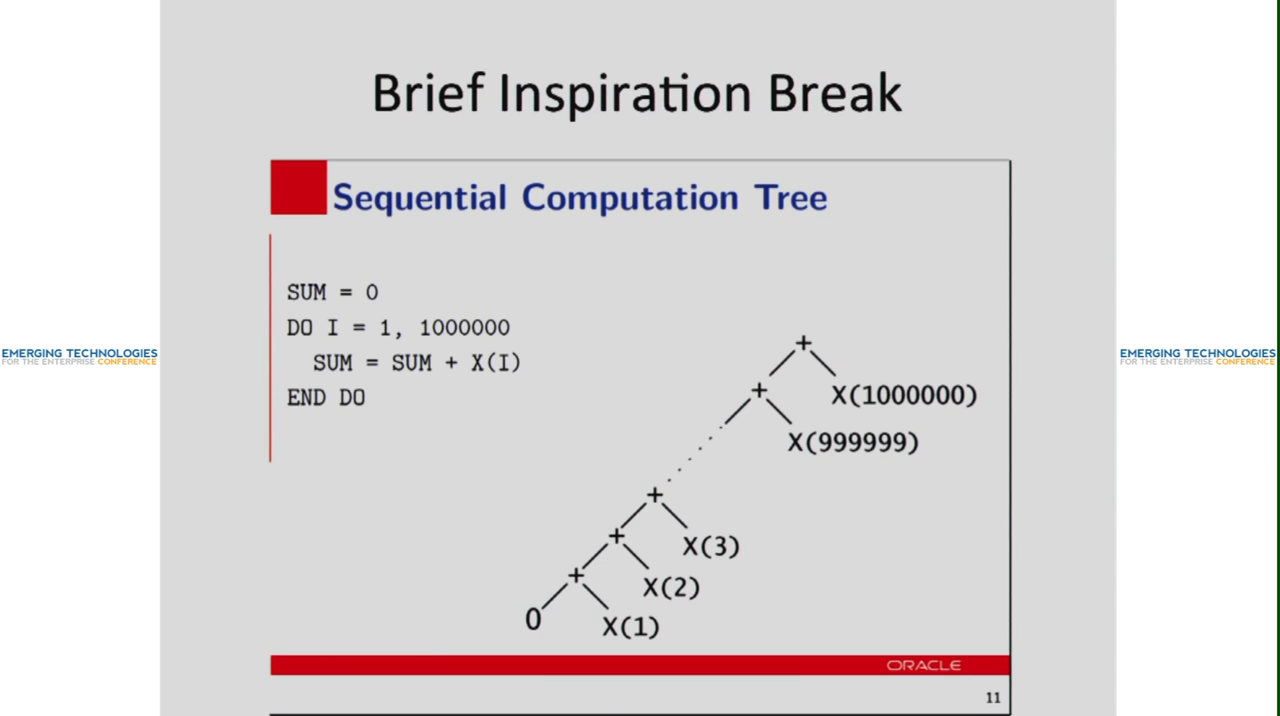 Brief Inspiration Break
Sequential Computation Tree
SUM = 0
DO I = 1, 1000000
SUM = SUM + X(I)
END DO
+
+
X(1000000)
X(999999)
+
+
X(3)
+
X(2)
0
X(1)
ORACLE
11
EMERGING TECHNOLOGIES
FOR THE ENTERPRISE CONFERENCE
EMERGING TECHNOLOGIES
FOR THE ENTERPRISE CONFERENCE